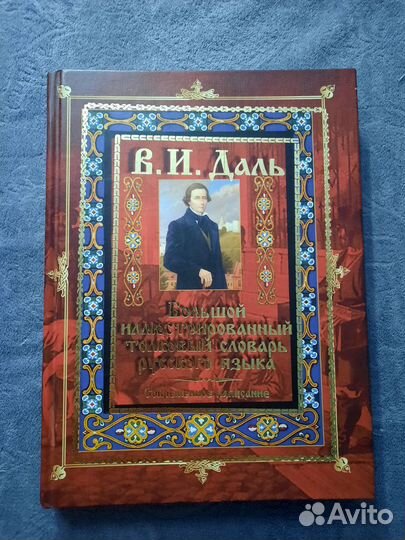 В. И. Даль
Большой
иллюстрированный
толковый словарь
русского языка
современное написание
Avito